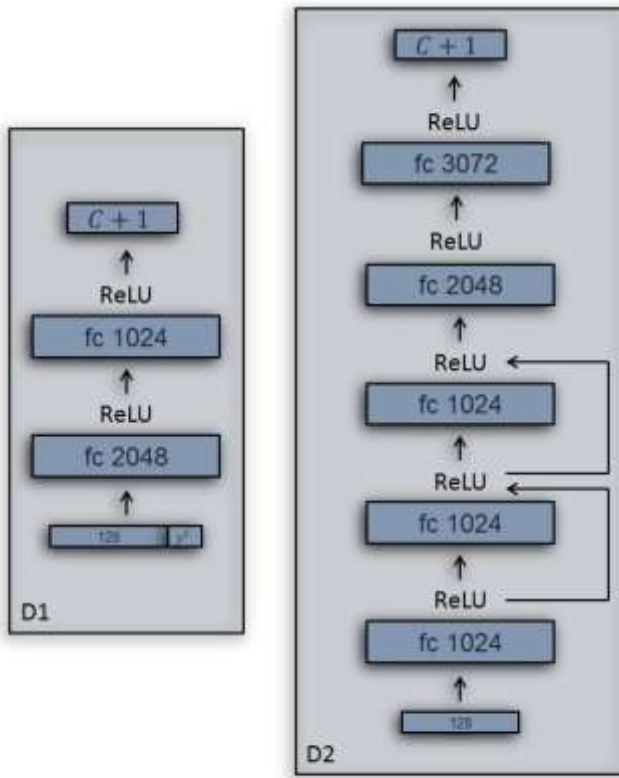 C + 1
ReLU
fc 1024
ReLU
fc 2048
128
D1
C + 1
ReLU
fc 3072
ReLU
fc 2048
ReLU
fc 1024
ReLU
fc 1024
ReLU
fc 1024
128
D2